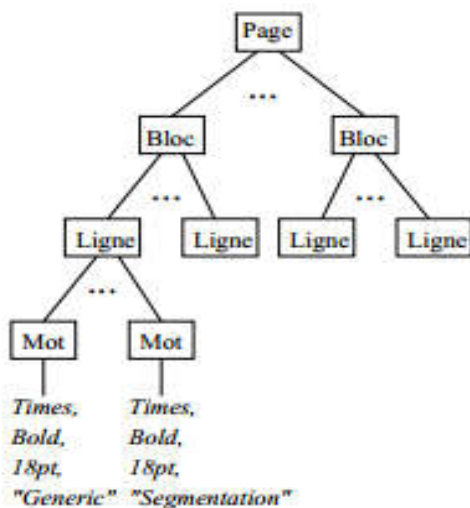 Page
...
Bloc Bloc
... ...
Ligne Ligne Ligne Ligne
...
Mot Mot
Times, Times,
Bold, Bold,
18pt, 18pt,
"Generic" "Segmentation"